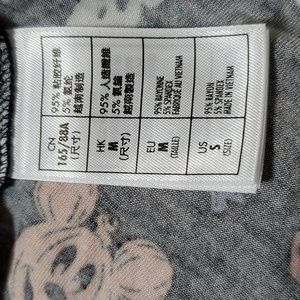 CN
165/88A
(尺寸)
95% 粘胶纤维
5% 氨纶
越南制造
HK
M
(尺寸)
95% 人造纖維
5% 氨綸
越南製造
EU
M
(TAILLE)
95% RAYONNE
5% SPANDEX
FABRIQUÉ AU VIETNAM
US
S
(SIZE)
95% RAYON
5% SPANDEX
MADE IN VIETNAM